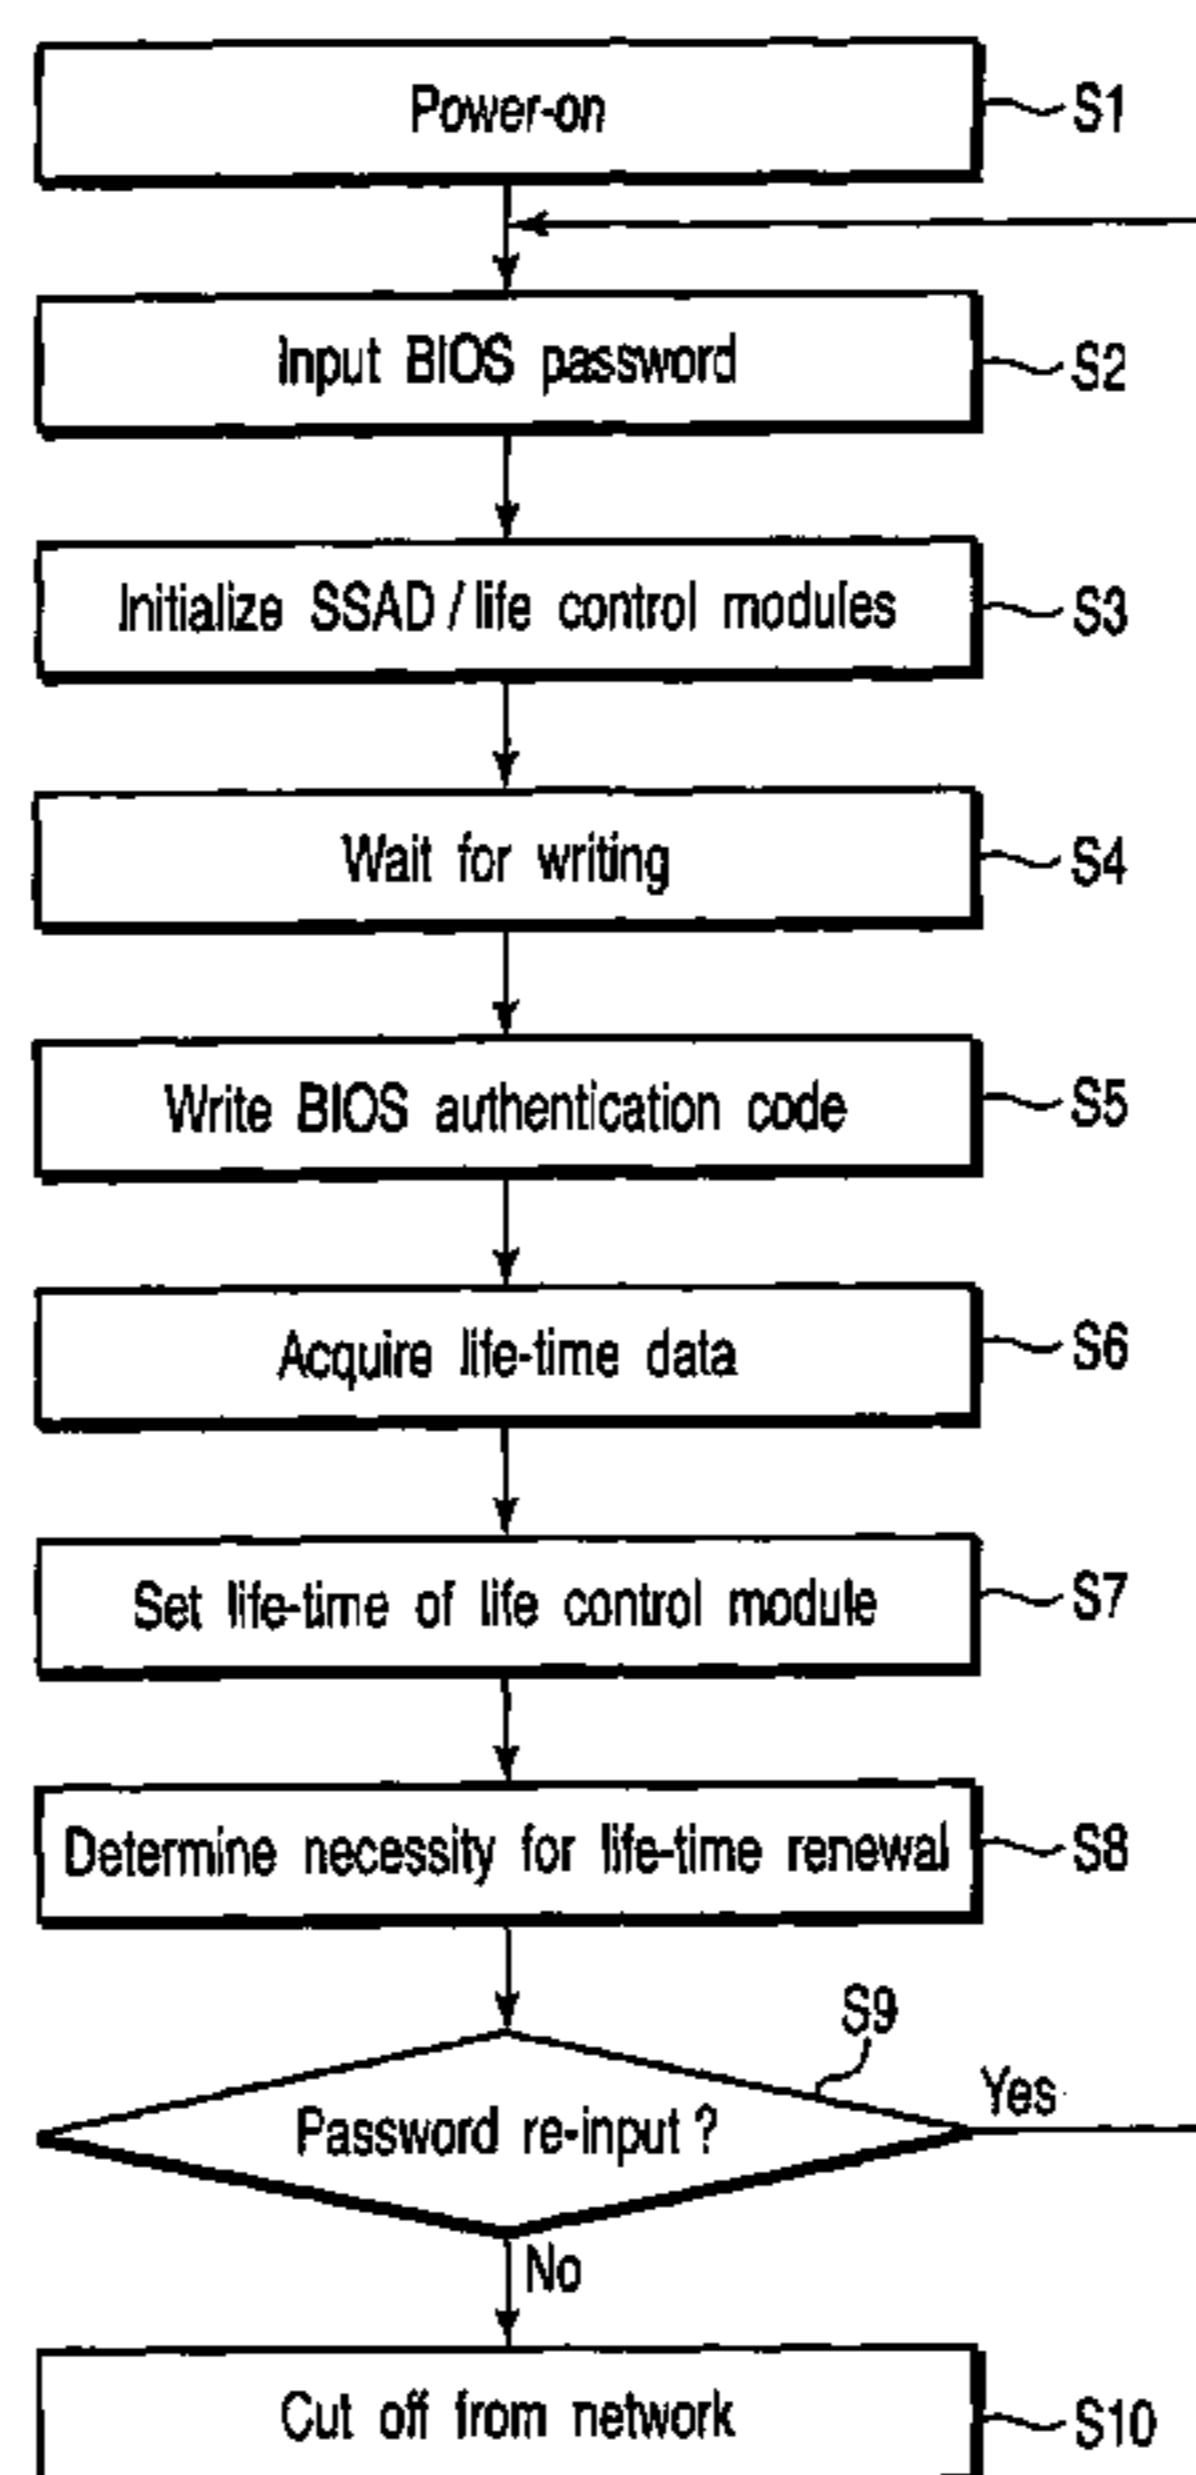 Power-on S1
Input BIOS password S2
Initialize SSAD / life control modules S3
Wait for writing S4
Write BIOS authentication code S5
Acquire life-time data S6
Set life-time of life control module S7
Determine necessity for life-time renewal S8
S9
Yes
Password re-input ?
No
Cut off from network S10